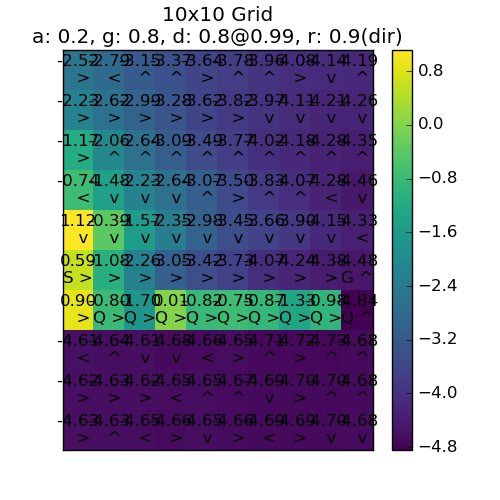 10x10 Grid
a: 0.2, g: 0.8, d: 0.8@0.99, r: 0.9(dir)
-2.52 -2.79 -3.15 -3.37 -3.64 -3.78 -3.96 -4.08 -4.14 -4.19
> < ^ ^ > ^ ^ > v ^
-2.23 -2.62 -2.99 -3.28 -3.62 -3.82 -3.97 -4.11 -4.21 -4.26
> > > > > > v v v v
-1.17 -2.06 -2.64 -3.09 -3.49 -3.77 -4.02 -4.18 -4.28 -4.35
> ^ ^ ^ ^ > ^ ^ ^ ^
-0.74 -1.48 -2.23 -2.64 -3.07 -3.50 -3.83 -4.07 -4.28 -4.46
< v v v ^ > ^ ^ < v
1.12 -0.39 -1.57 -2.35 -2.98 -3.45 -3.66 -3.90 -4.15 -4.33
v v v v v v v v v <
0.59 -1.08 -2.26 -3.05 -3.42 -3.73 -4.07 -4.24 -4.38 -4.48
S > > > > > > > > > G ^
0.90 -0.80 -1.70 0.01 -0.82 -0.75 -0.87 -1.33 -0.98 -4.84
> Q > Q > Q > Q > Q > Q > Q > Q > Q ^
-4.61 -4.64 -4.61 -4.68 -4.66 -4.65 -4.71 -4.72 -4.73 -4.68
< ^ v v < > ^ > ^ ^
-4.62 -4.63 -4.62 -4.65 -4.65 -4.67 -4.69 -4.70 -4.70 -4.68
> > > < ^ ^ v > ^ ^
-4.63 -4.63 -4.65 -4.66 -4.65 -4.66 -4.69 -4.69 -4.70 -4.68
> ^ < > v > < > v v
0.8
0.0
−0.8
−1.6
−2.4
−3.2
−4.0
−4.8